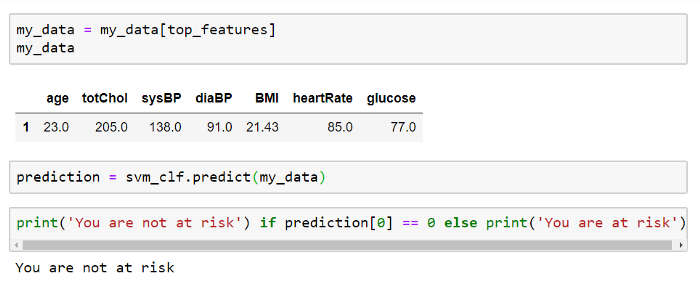 my_data = my_data[top_features]
my_data
age totChol sysBP diaBP BMI heartRate glucose
1 23.0 205.0 138.0 91.0 21.43 85.0 77.0
prediction = svm_clf.predict(my_data)
print('You are not at risk') if prediction[0] == 0 else print('You are at risk')
You are not at risk